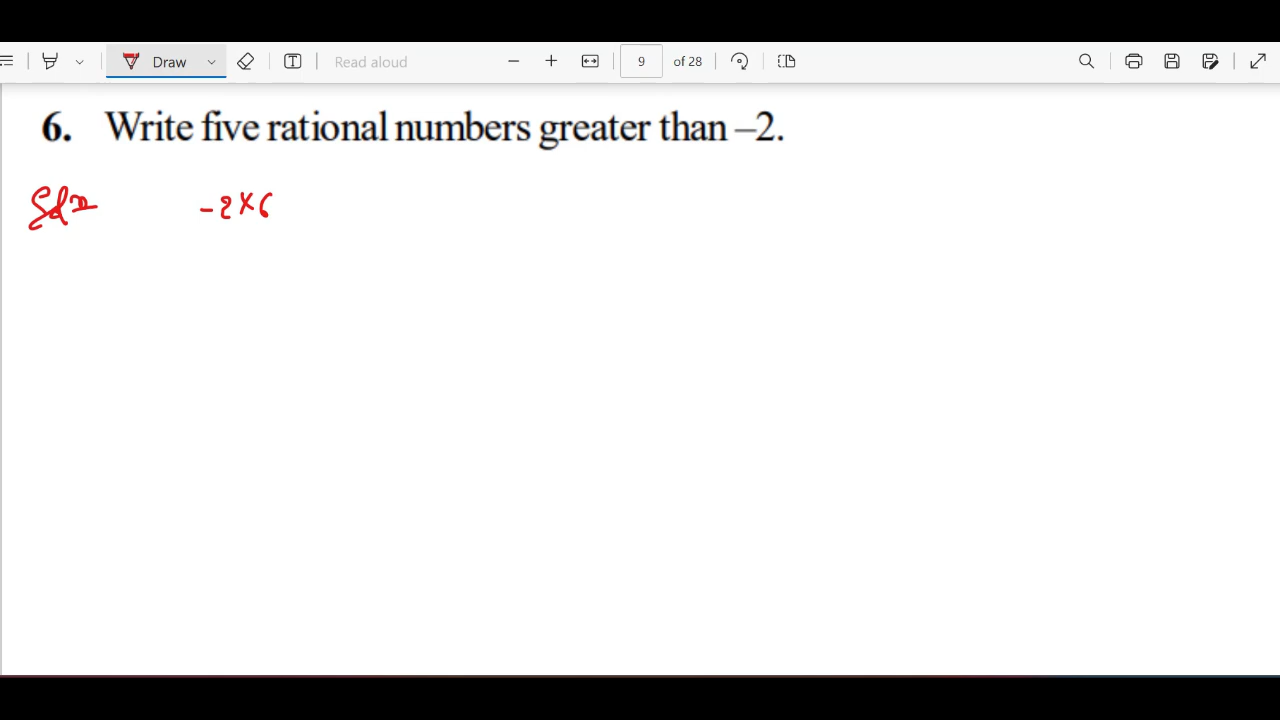 Draw
Read aloud
9 of 28
6. Write five rational numbers greater than –2.
Sol n
-2×6